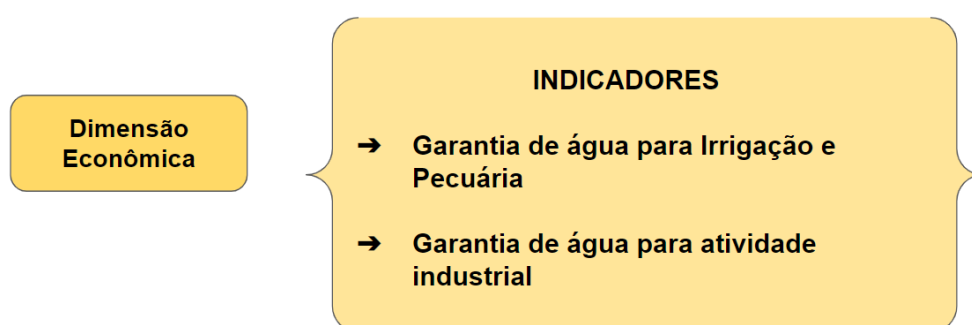 Dimensão
Econômica
INDICADORES
➔ Garantia de água para Irrigação e
Pecuária
➔ Garantia de água para atividade
industrial